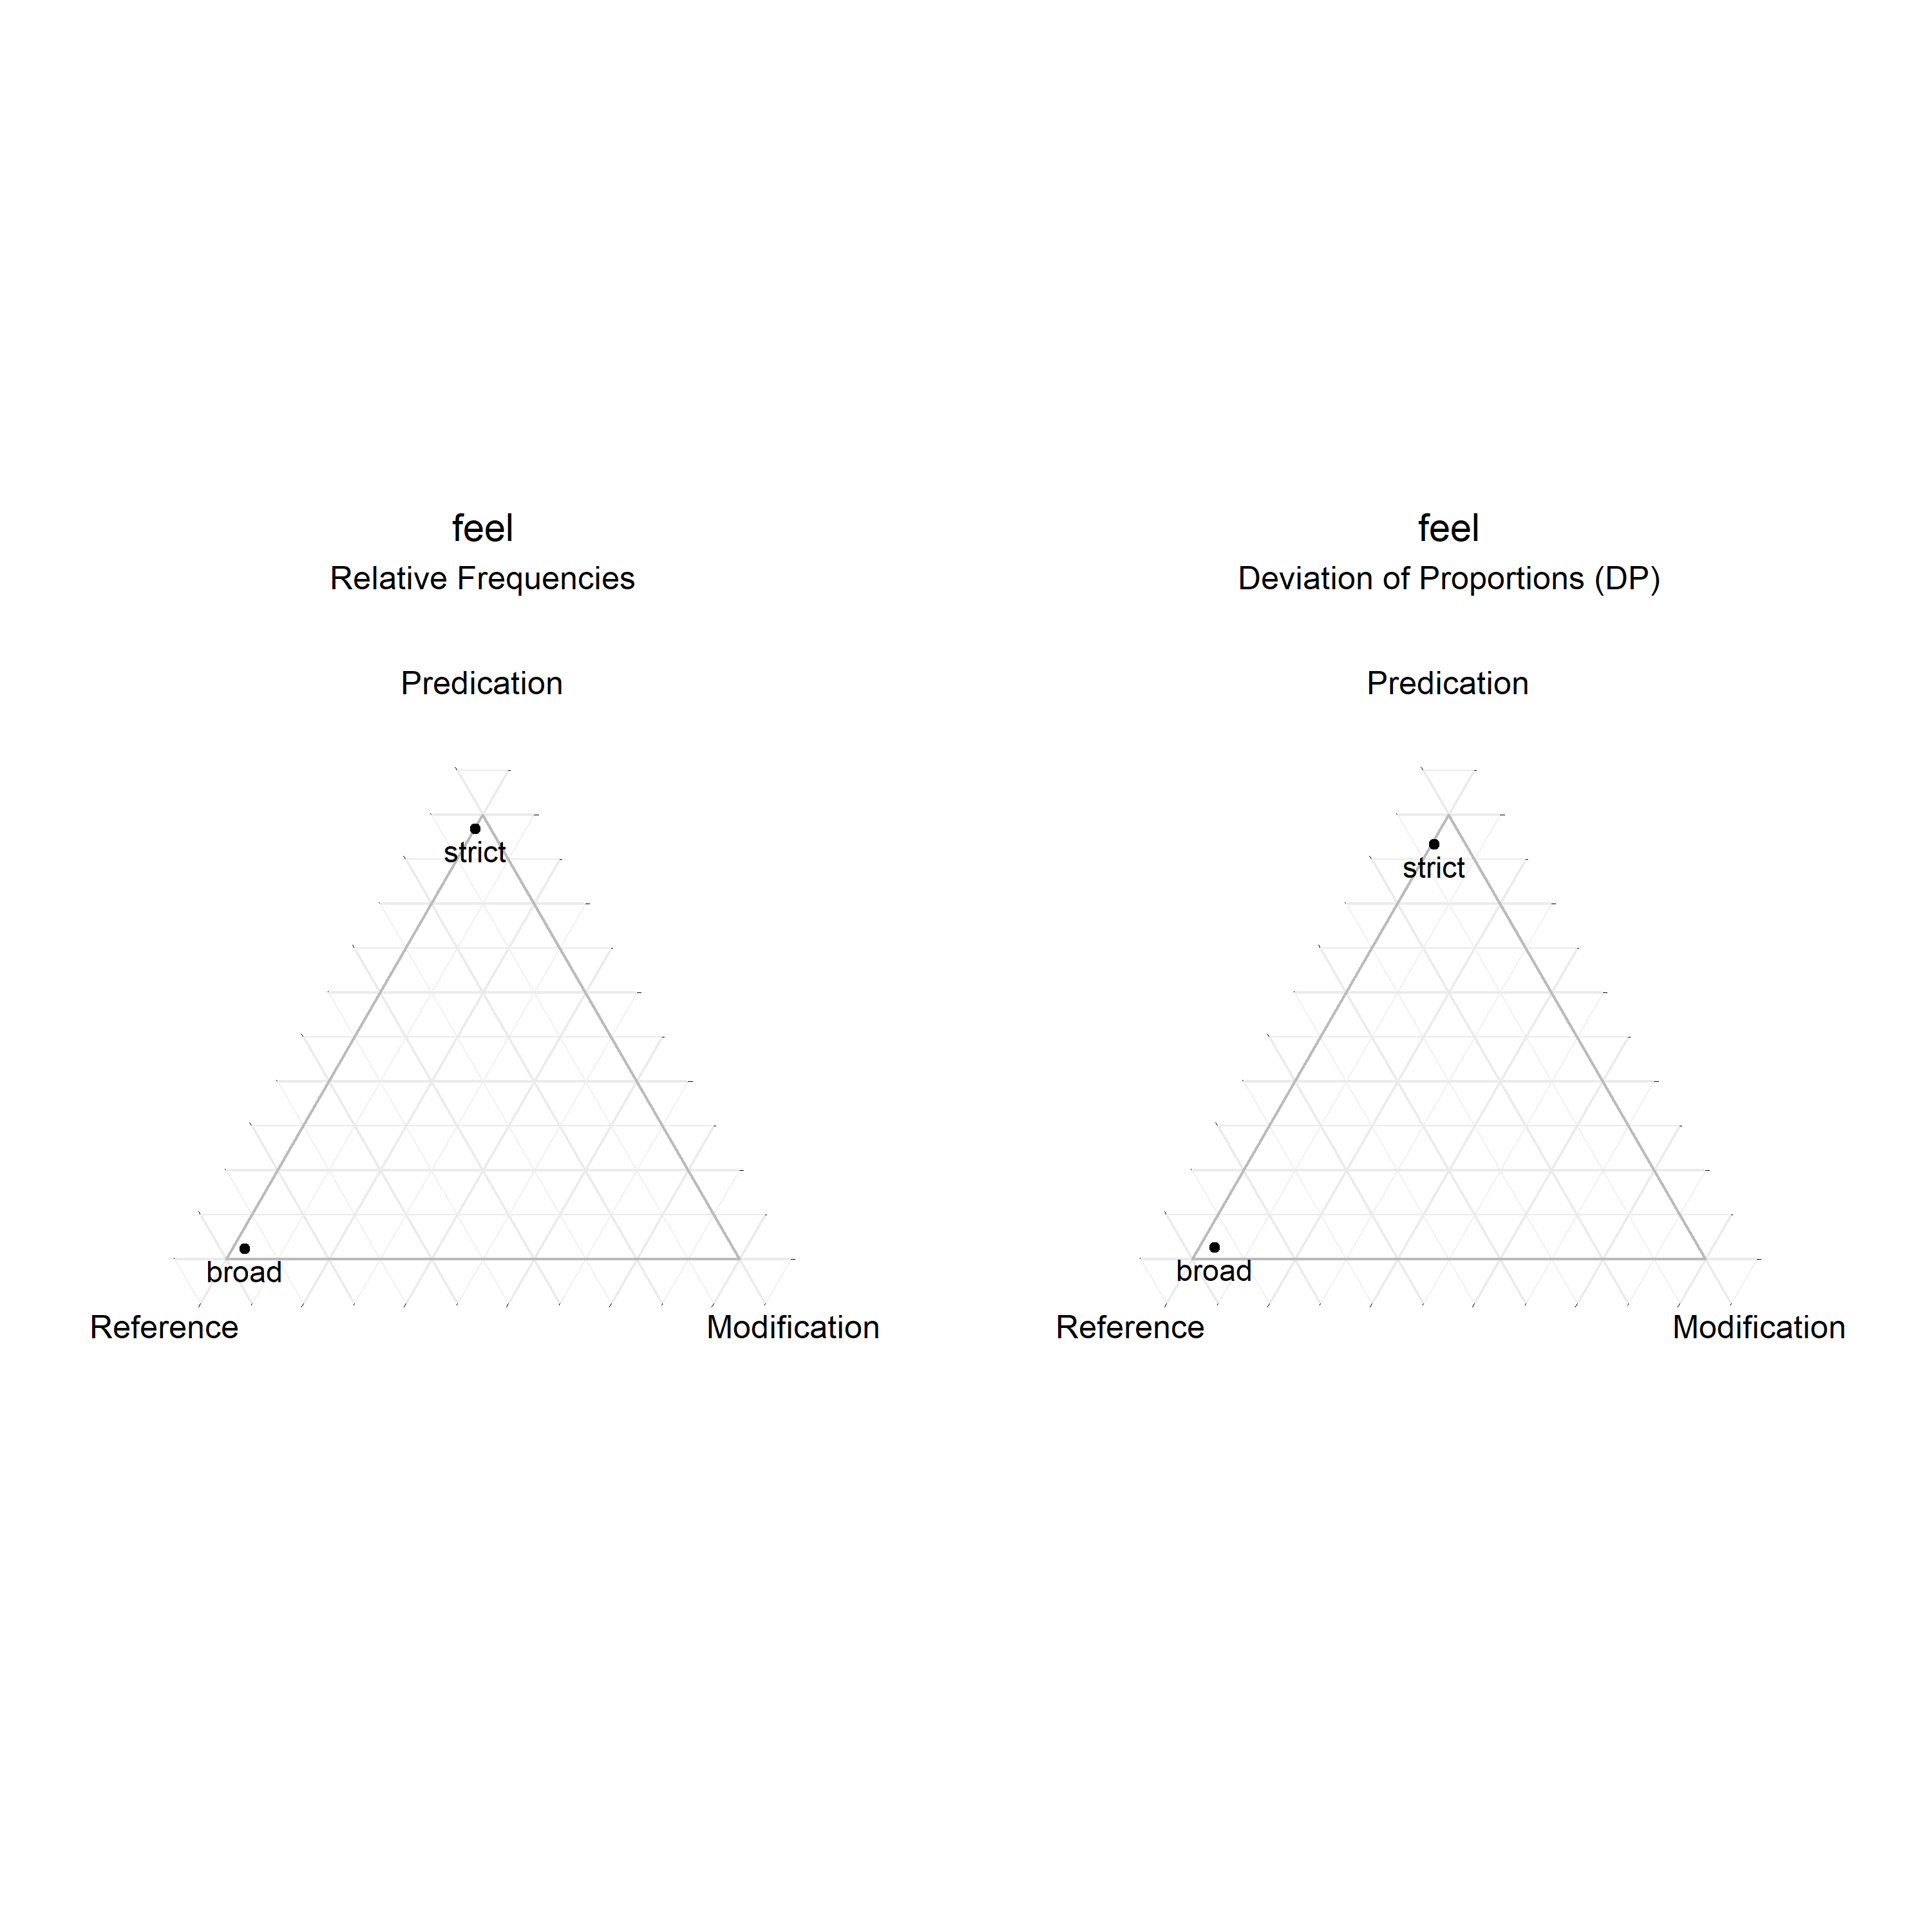 feel
Relative Frequencies
Predication
strict
broad
Reference
Modification
feel
Deviation of Proportions (DP)
Predication
strict
broad
Reference
Modification